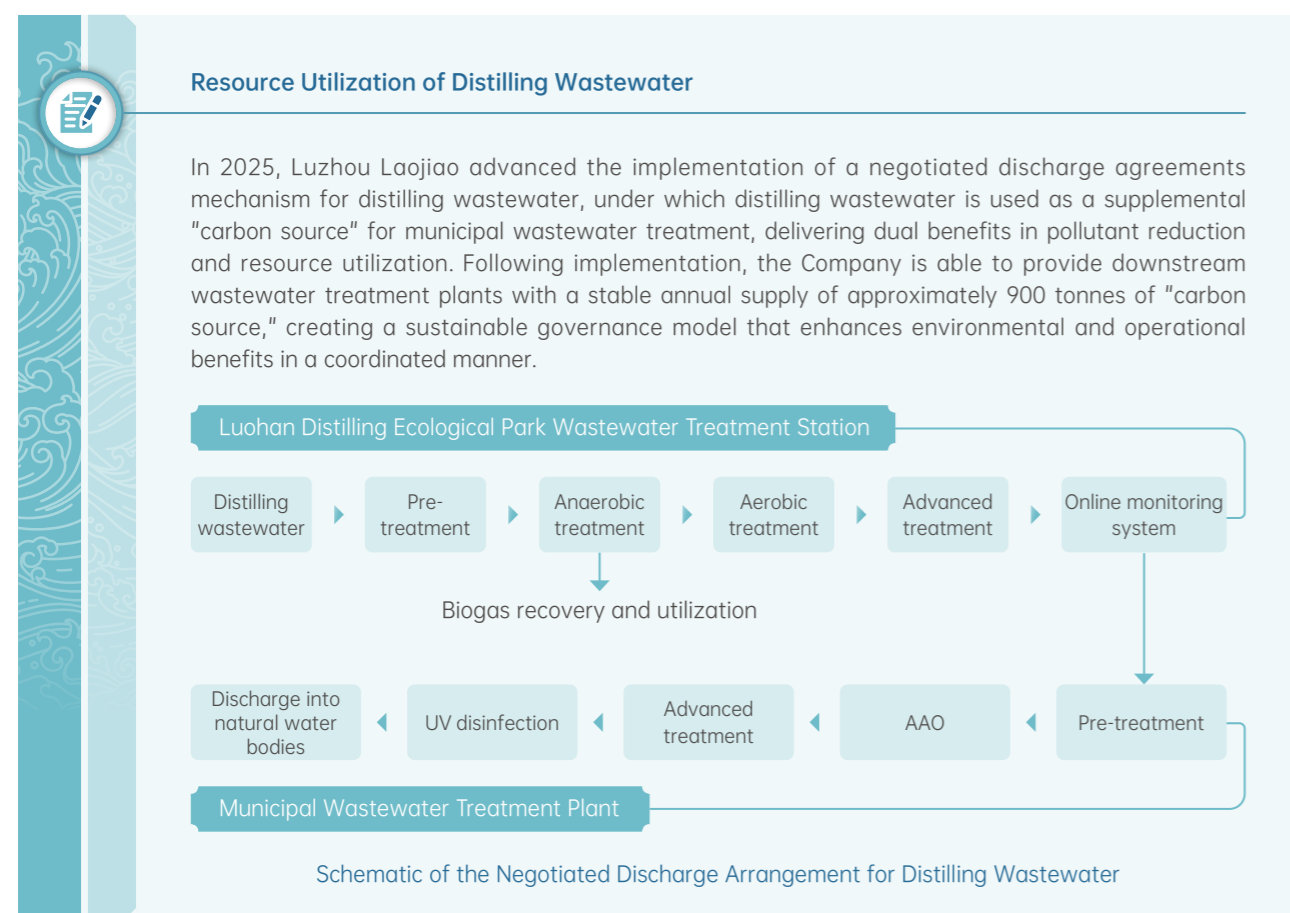 Resource Utilization of Distilling Wastewater
In 2025, Luzhou Laojiao advanced the implementation of a negotiated discharge agreements
mechanism for distilling wastewater, under which distilling wastewater is used as a supplemental
"carbon source" for municipal wastewater treatment, delivering dual benefits in pollutant reduction
and resource utilization. Following implementation, the Company is able to provide downstream
wastewater treatment plants with a stable annual supply of approximately 900 tonnes of "carbon
source," creating a sustainable governance model that enhances environmental and operational
benefits in a coordinated manner.
Luohan Distilling Ecological Park Wastewater Treatment Station
Distilling
wastewater
Pre-
treatment
Anaerobic
treatment
Aerobic
treatment
Advanced
treatment
Online monitoring
system
Biogas recovery and utilization
Discharge into
natural water
bodies
UV disinfection
Advanced
treatment
AAO
Pre-treatment
Municipal Wastewater Treatment Plant
Schematic of the Negotiated Discharge Arrangement for Distilling Wastewater